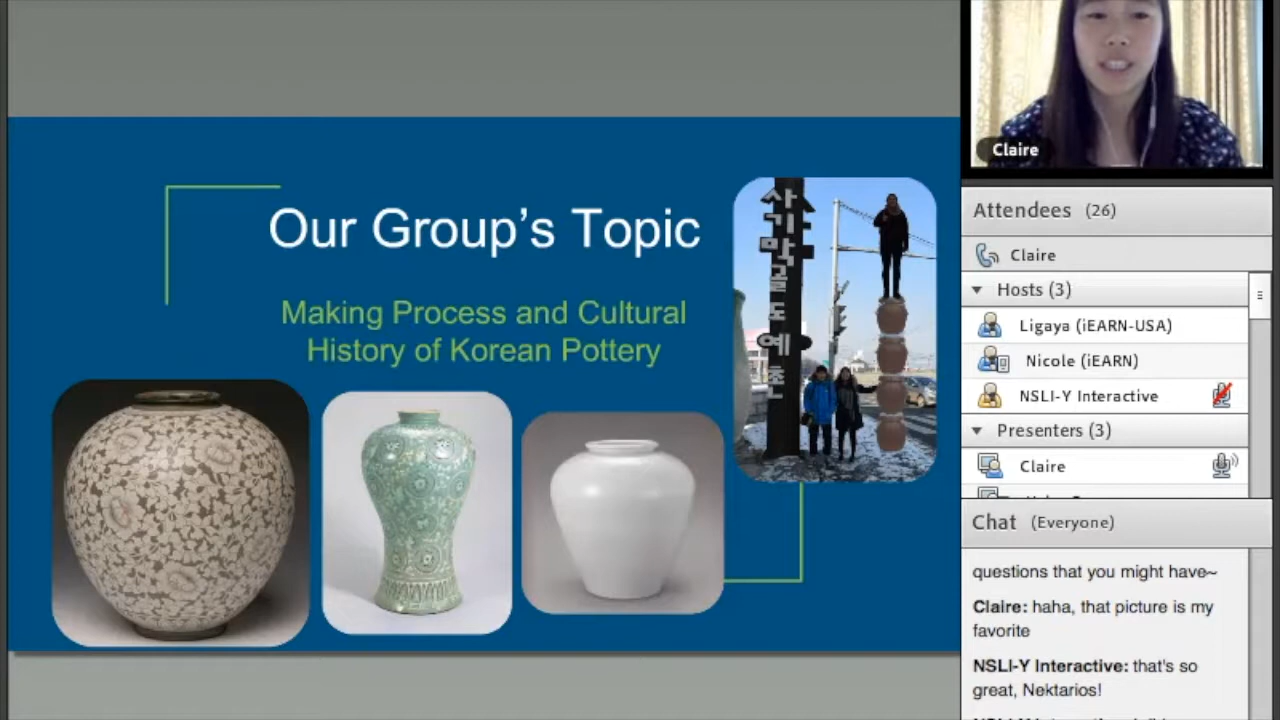 Our Group's Topic
Making Process and Cultural
History of Korean Pottery
사기막골도예촌
Claire
Attendees (26)
Claire
Hosts (3)
Ligaya (iEARN-USA)
Nicole (iEARN)
NSLI-Y Interactive
Presenters (3)
Claire
Chat (Everyone)
questions that you might have~
Claire: haha, that picture is my
favorite
NSLI-Y Interactive: that's so
great, Nektarios!